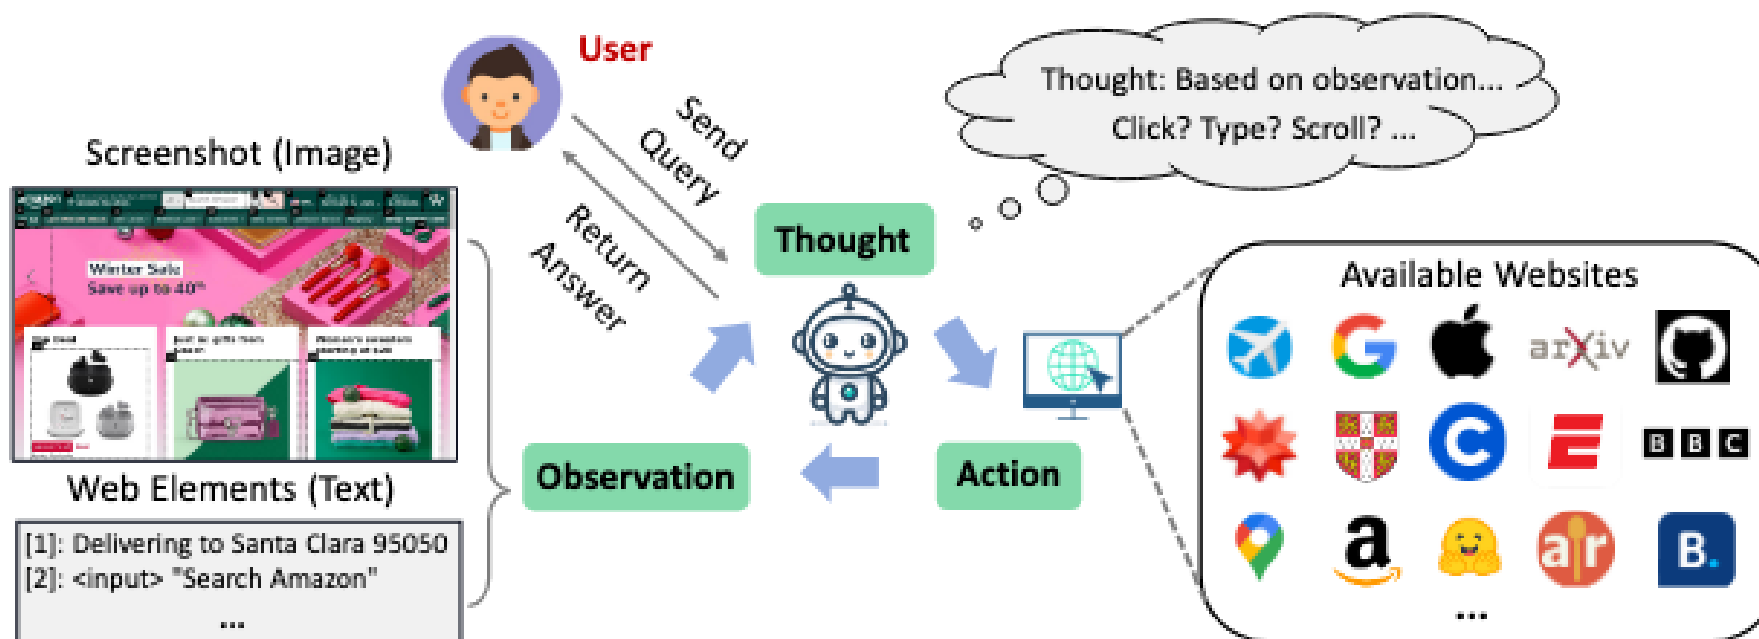 User
Send
Query
Return
Answer
Thought: Based on observation...
Click? Type? Scroll? ...
Screenshot (Image)
amazon
Winter Sale
Save up to 40%
Thought
Available Websites
arXiv
Web Elements (Text)
Observation
Action
BBC
[1]: Delivering to Santa Clara 95050
[2]: <input> "Search Amazon"
...
a
air
B.
...